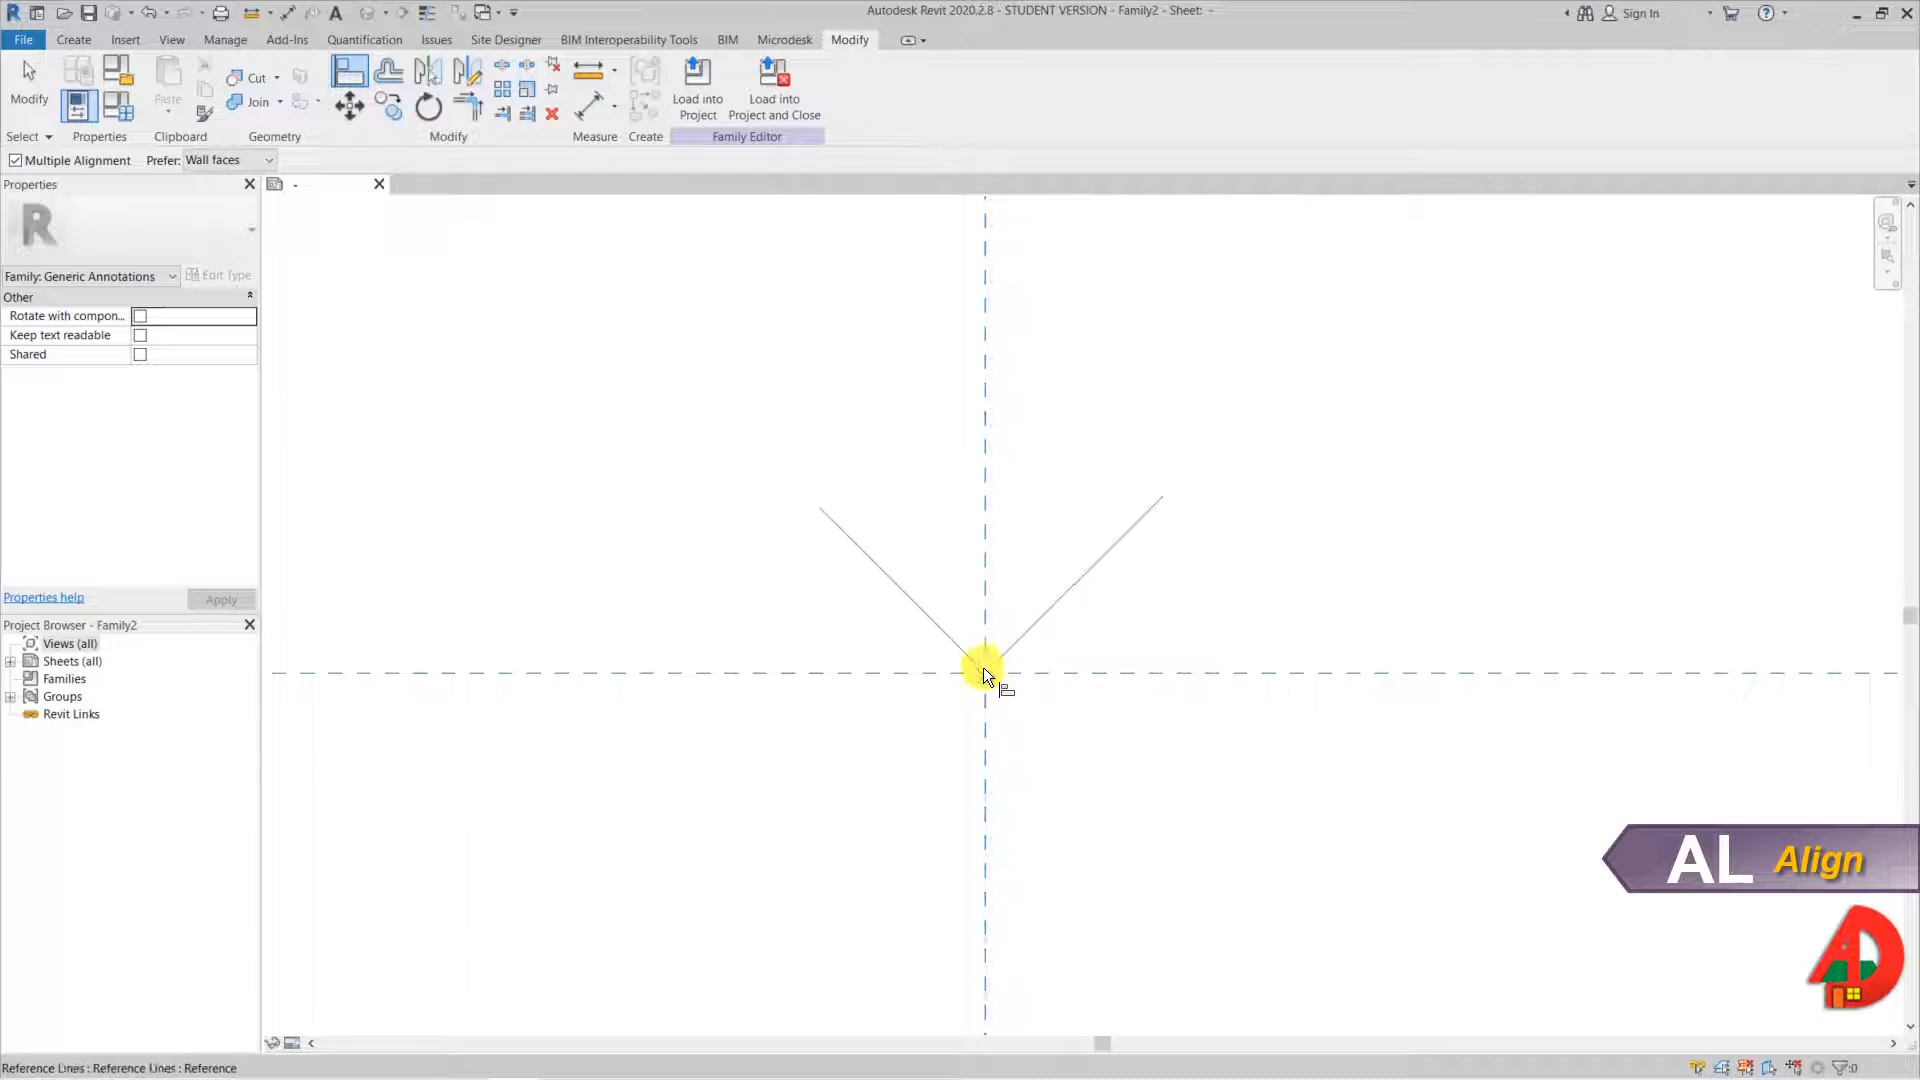 Autodesk Revit 2020.2.8 - STUDENT VERSION - Family2 - Sheet: -
Sign In
File Create Insert View Manage Add-Ins Quantification Issues Site Designer BIM Interoperability Tools BIM Microdesk Modify
Modify Paste Cut Join Load into Project Load into Project and Close
Select Properties Clipboard Geometry Modify Measure Create Family Editor
Multiple Alignment Prefer: Wall faces
Properties -
R
Family: Generic Annotations Edit Type
Other
Rotate with compon...
Keep text readable
Shared
Properties help Apply
Project Browser - Family2
Views (all)
Sheets (all)
Families
Groups
Revit Links
AL Align
Reference Lines : Reference Lines : Reference
:0